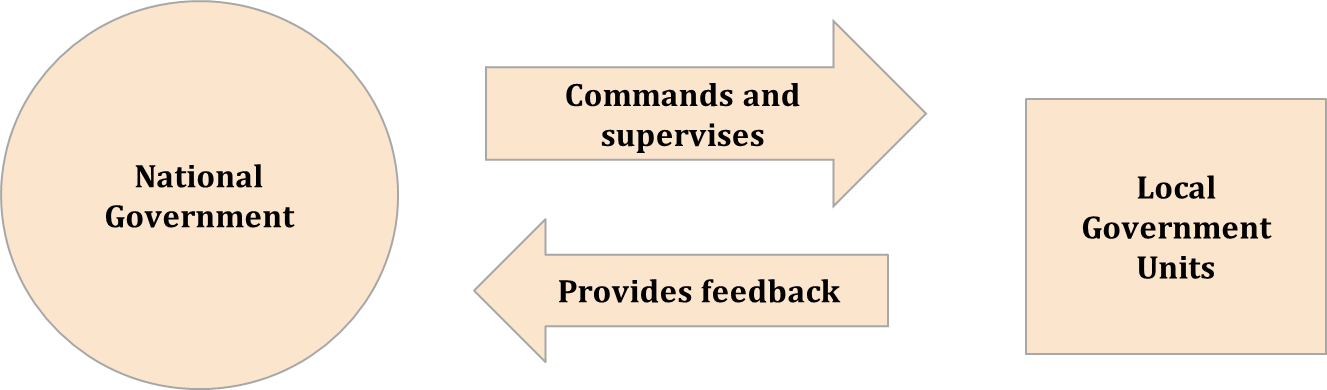 National
Government
Commands and
supervises
Provides feedback
Local
Government
Units